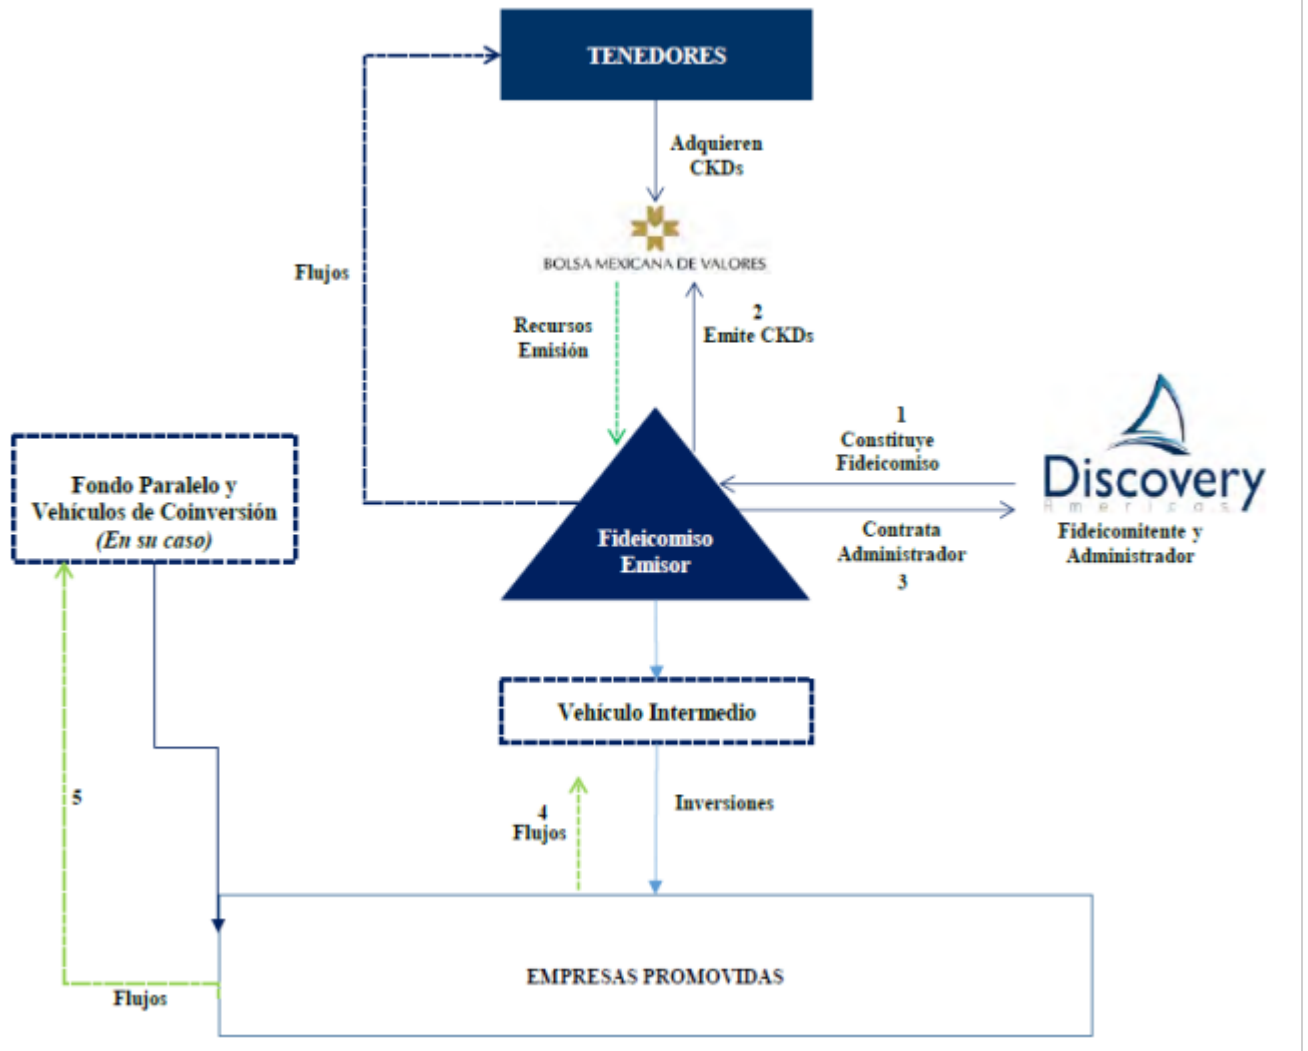 TENEDORES
Adquieren
CKDs
BOLSA MEXICANA DE VALORES
Flujos
Recursos
Emisión
2
Emite CKDs
1
Constituye
Fideicomiso
Discovery
Americas
Fideicomitente y
Administrador
Contrata
Administrador
3
Fondo Paralelo y
Vehículos de Coinversión
(En su caso)
Fideicomiso
Emisor
Vehículo Intermedio
5
4
Flujos
Inversiones
EMPRESAS PROMOVIDAS
Flujos